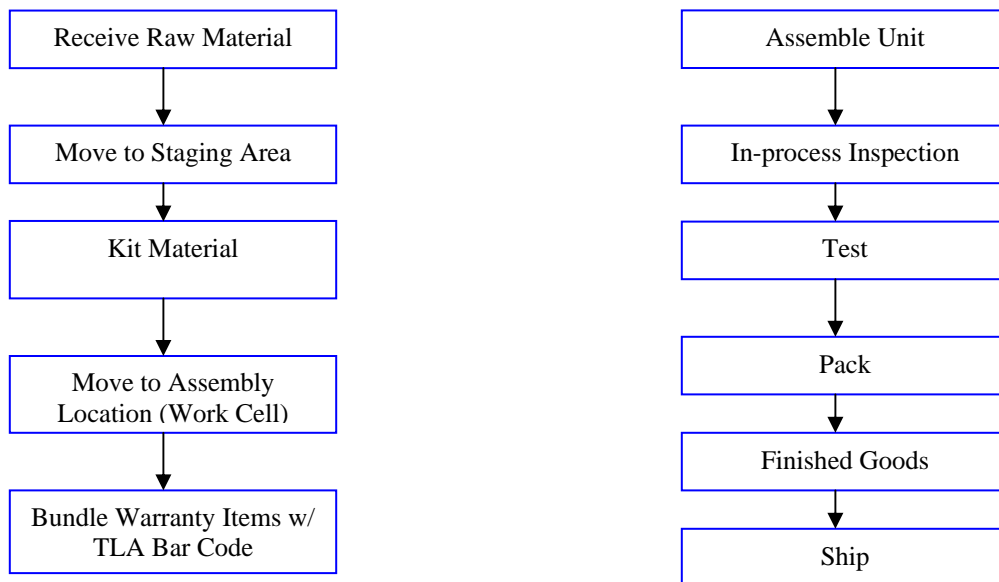 Receive Raw Material
Move to Staging Area
Kit Material
Move to Assembly
Location (Work Cell)
Bundle Warranty Items w/
TLA Bar Code
Assemble Unit
In-process Inspection
Test
Pack
Finished Goods
Ship